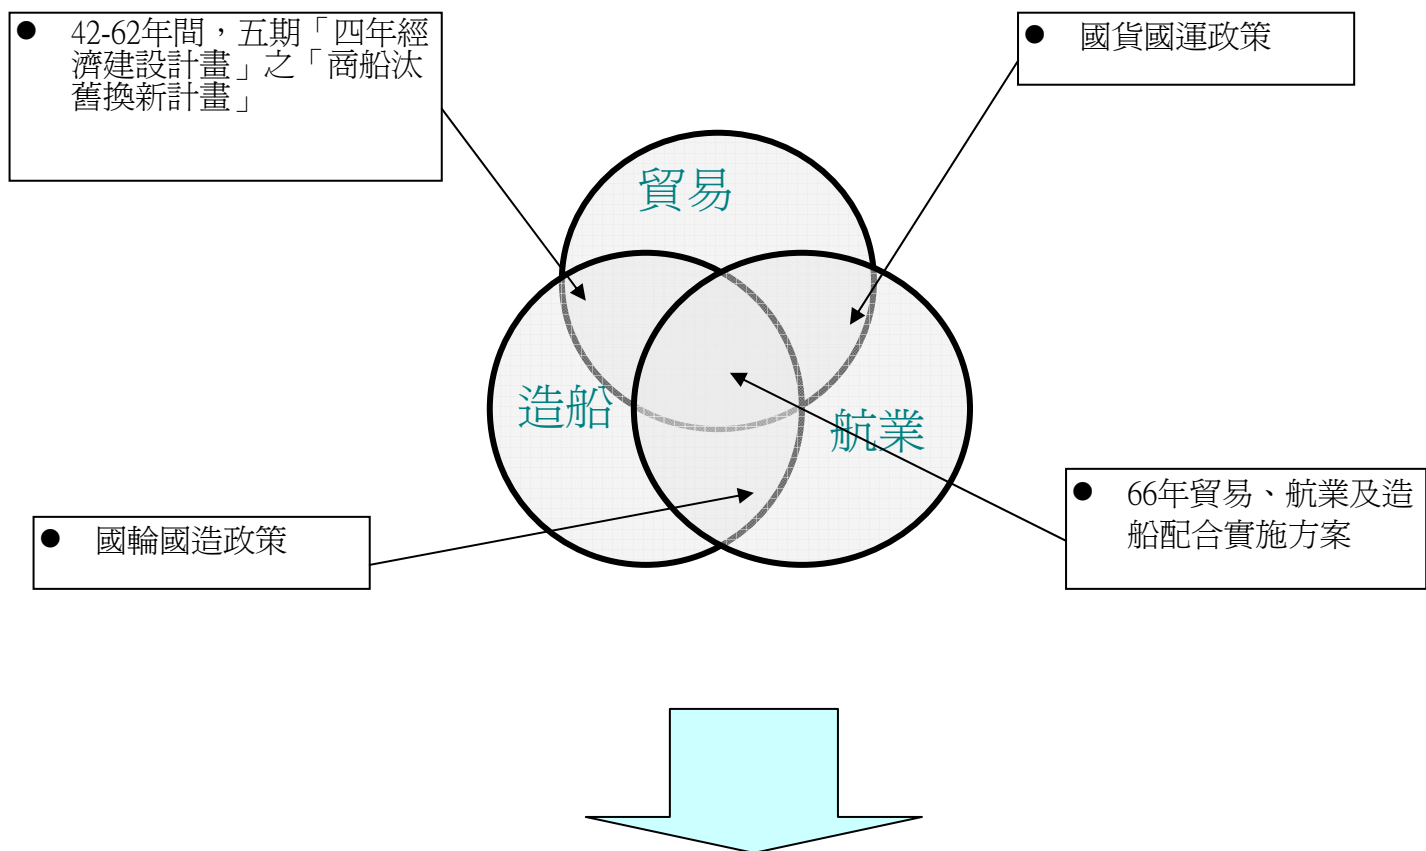 ● 42-62年間，五期「四年經
濟建設計畫」之「商船汰
舊換新計畫」
● 國貨國運政策
貿易
造船
航業
● 國輪國造政策
● 66年貿易、航業及造
船配合實施方案